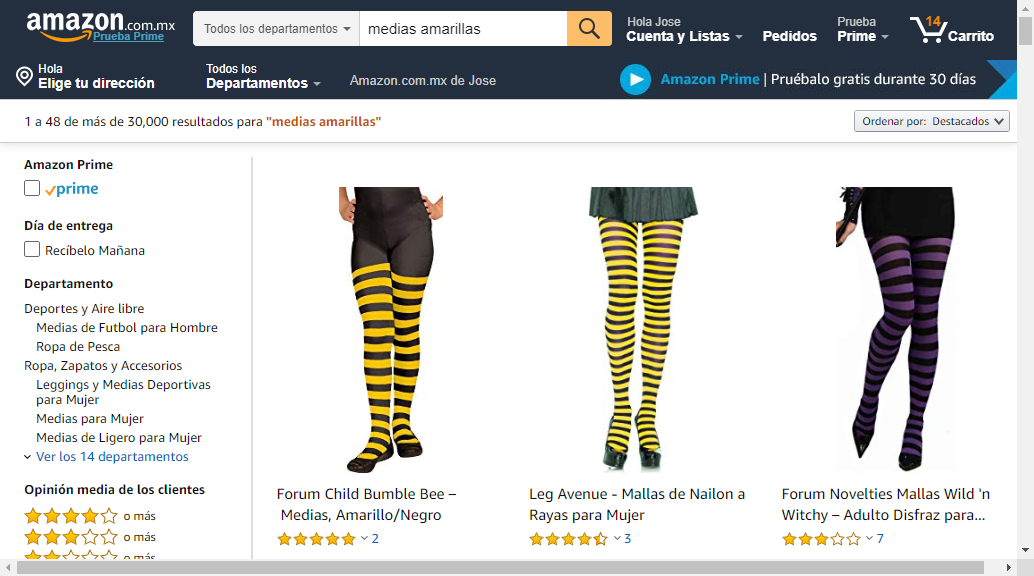 amazon.com.mx
Prueba Prime
Todos los departamentos
medias amarillas
Hola Jose
Cuenta y Listas
Pedidos
Prueba
Prime
14
Carrito
Hola
Elige tu dirección
Todos los
Departamentos
Amazon.com.mx de Jose
Amazon Prime | Pruébalo gratis durante 30 días
1 a 48 de más de 30,000 resultados para "medias amarillas"
Ordenar por: Destacados
Amazon Prime
prime
Día de entrega
Recíbelo Mañana
Departamento
Deportes y Aire libre
Medias de Futbol para Hombre
Ropa de Pesca
Ropa, Zapatos y Accesorios
Leggings y Medias Deportivas
para Mujer
Medias para Mujer
Medias de Ligero para Mujer
Ver los 14 departamentos
Opinión media de los clientes
o más
o más
o más
Forum Child Bumble Bee –
Medias, Amarillo/Negro
2
Leg Avenue - Mallas de Nailon a
Rayas para Mujer
3
Forum Novelties Mallas Wild 'n
Witchy – Adulto Disfraz para...
7